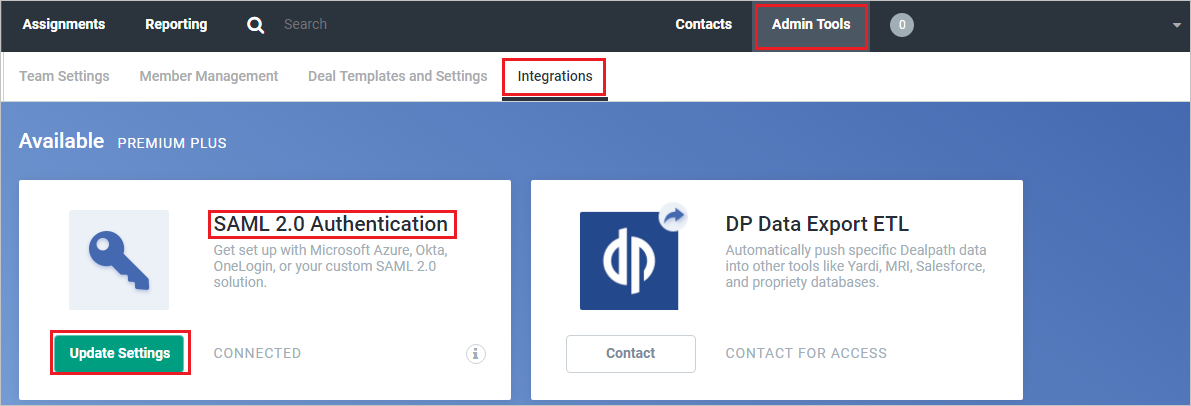 Assignments Reporting Search Contacts Admin Tools 0
Team Settings Member Management Deal Templates and Settings Integrations
Available PREMIUM PLUS
SAML 2.0 Authentication
Get set up with Microsoft Azure, Okta,
OneLogin, or your custom SAML 2.0
solution.
Update Settings CONNECTED i
dp
DP Data Export ETL
Automatically push specific Dealpath data
into other tools like Yardi, MRI, Salesforce,
and propriety databases.
Contact CONTACT FOR ACCESS